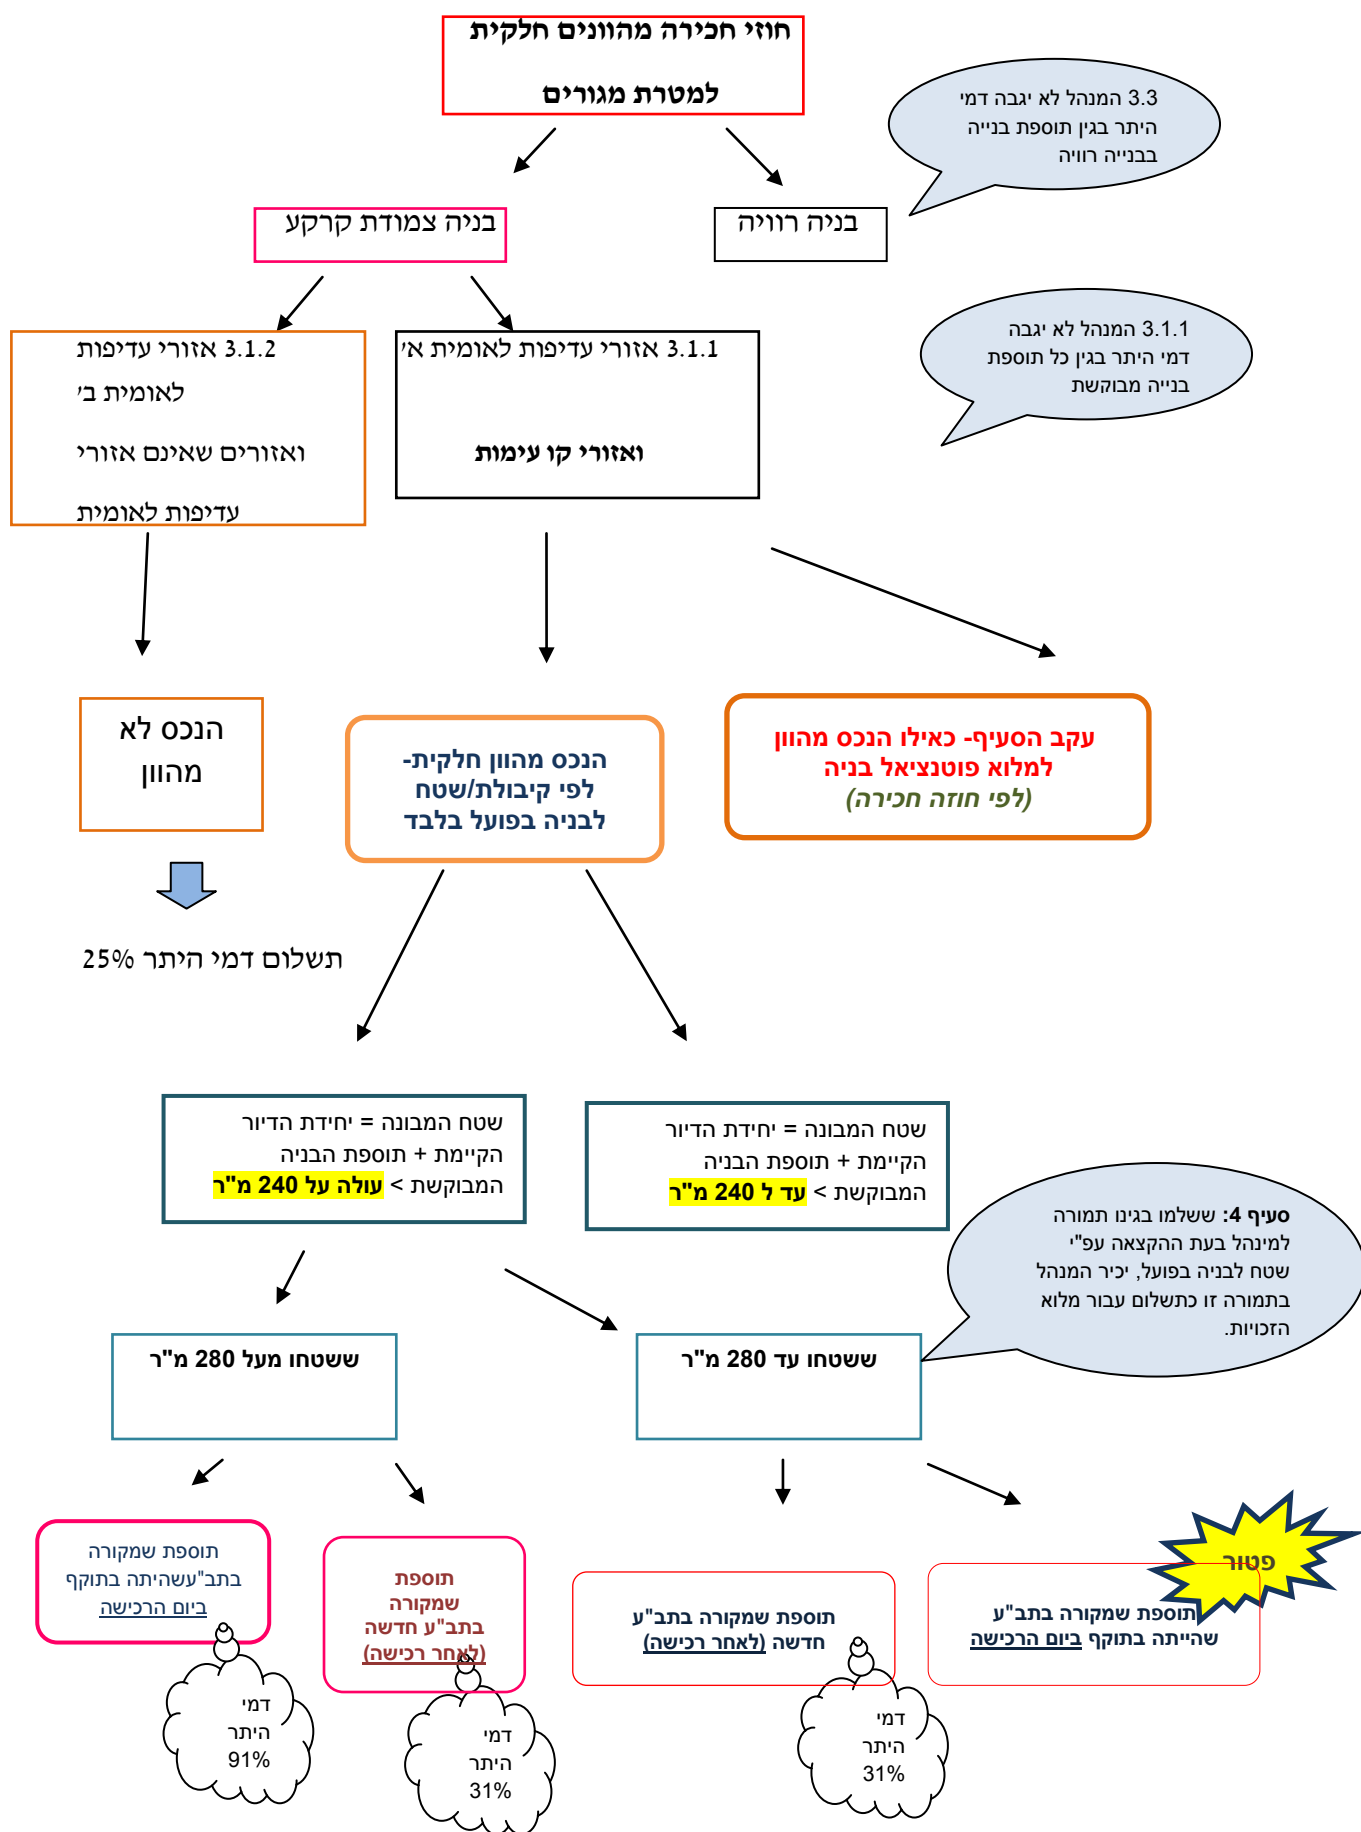 חוזי חכירה מהוונים חלקית
למטרת מגורים
3.3 המנהל לא יגבה דמי
היתר בגין תוספת בנייה
בבנייה רוויה
בניה רוויה
בניה צמודת קרקע
3.1.1 המנהל לא יגבה
דמי היתר בגין כל תוספת
בנייה מבוקשת
3.1.1 אזורי עדיפות לאומית א'
ואזורי קו עימות
3.1.2 אזורי עדיפות
לאומית ב'
ואזורים שאינם אזורי
עדיפות לאומית
עקב הסעיף- כאילו הנכס מהוון
למלוא פוטנציאל בניה
(לפי חוזה חכירה)
הנכס מהוון חלקית-
לפי קיבולת/שטח
לבניה בפועל בלבד
הנכס לא
מהוון
תשלום דמי היתר 25%
שטח המבונה = יחידת הדיור
הקיימת + תוספת הבניה
המבוקשת > עד ל 240 מ"ר
שטח המבונה = יחידת הדיור
הקיימת + תוספת הבניה
המבוקשת > עולה על 240 מ"ר
סעיף 4: ששלמו בגינו תמורה
למינהל בעת ההקצאה עפ"י
שטח לבניה בפועל, יכיר המנהל
בתמורה זו כתשלום עבור מלוא
הזכויות.
ששטחו עד 280 מ"ר
ששטחו מעל 280 מ"ר
פטור
תוספת שמקורה בתב"ע
שהייתה בתוקף ביום הרכישה
תוספת שמקורה בתב"ע
חדשה (לאחר רכישה)
דמי
היתר
31%
תוספת
שמקורה
בתב"ע חדשה
(לאחר רכישה)
דמי
היתר
31%
תוספת שמקורה
בתב"עשהיתה בתוקף
ביום הרכישה
דמי
היתר
91%